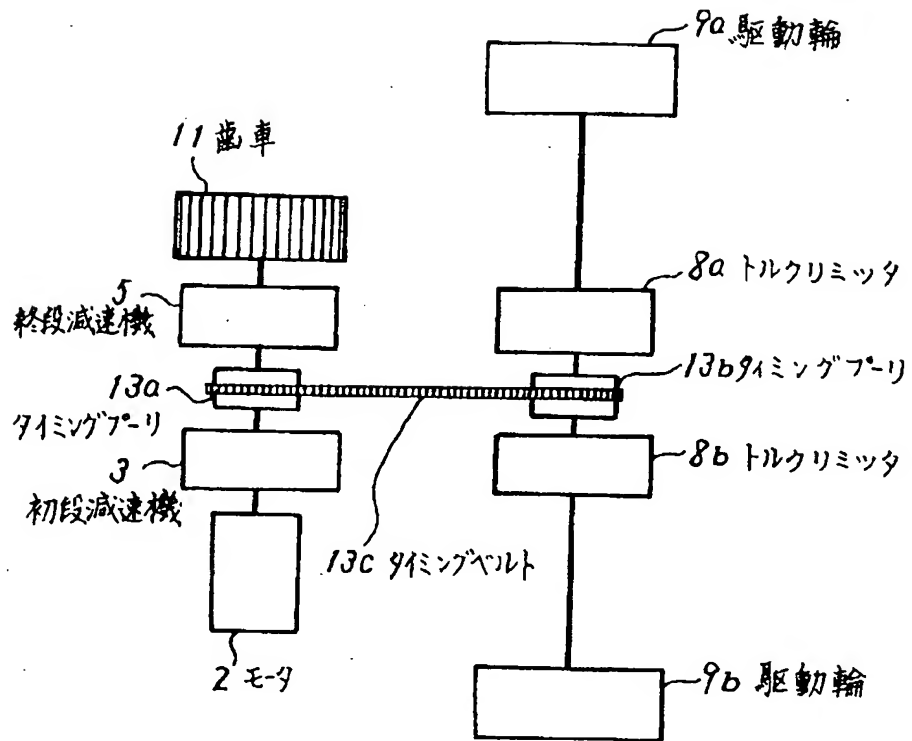 9a 駆動輪
11 歯車
8a トルクリミッタ
5
終段減速機
13b タイミングプーリ
13a
タイミングプーリ
8b トルクリミッタ
3
初段減速機
13c タイミングベルト
2 モータ
9b 駆動輪